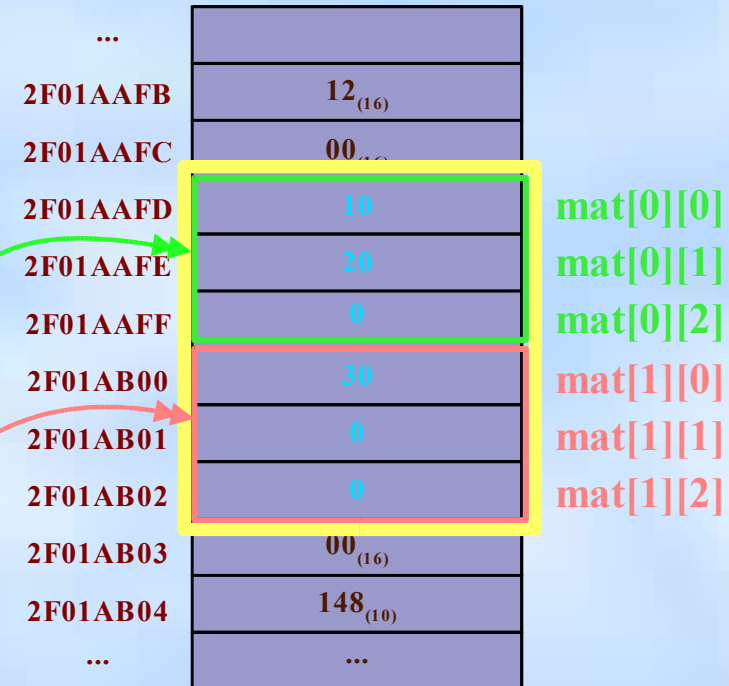 ...
2F01AAFB 12(16)
2F01AAFC 00(16)
2F01AAFD 10 mat[0][0]
2F01AAFE 20 mat[0][1]
2F01AAFF 0 mat[0][2]
2F01AB00 30 mat[1][0]
2F01AB01 0 mat[1][1]
2F01AB02 0 mat[1][2]
2F01AB03 00(16)
2F01AB04 148(10)
... ...